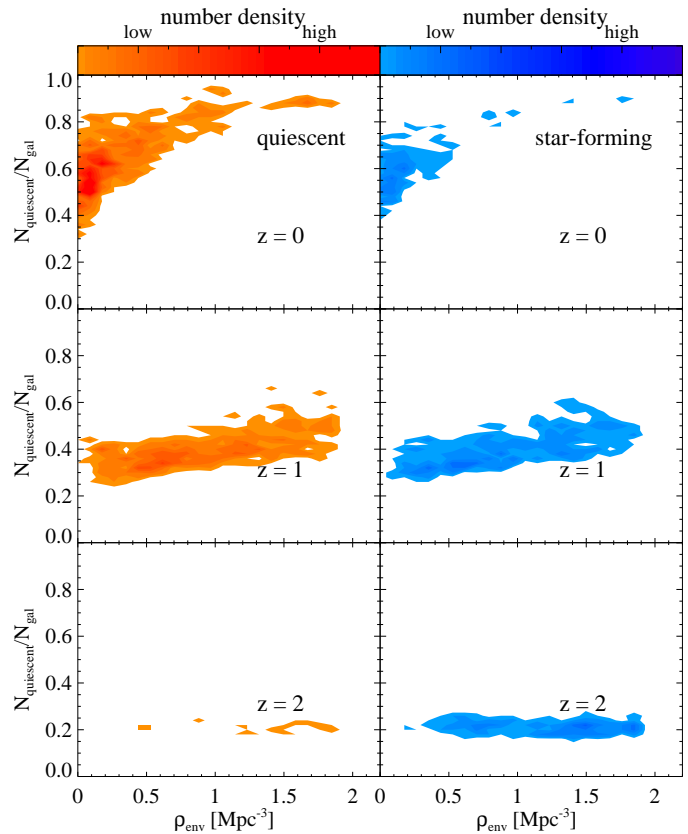 number density number density
low high low high
1.0
0.8
0.6
0.4
0.2
0.0
N_quiescent/N_gal
quiescent star-forming
z = 0 z = 0
0.8
0.6
0.4
0.2
0.0
N_quiescent/N_gal
z = 1 z = 1
0.8
0.6
0.4
0.2
0.0
N_quiescent/N_gal
z = 2 z = 2
0 0.5 1 1.5 2 0 0.5 1 1.5 2
ρ_env [Mpc⁻³] ρ_env [Mpc⁻³]